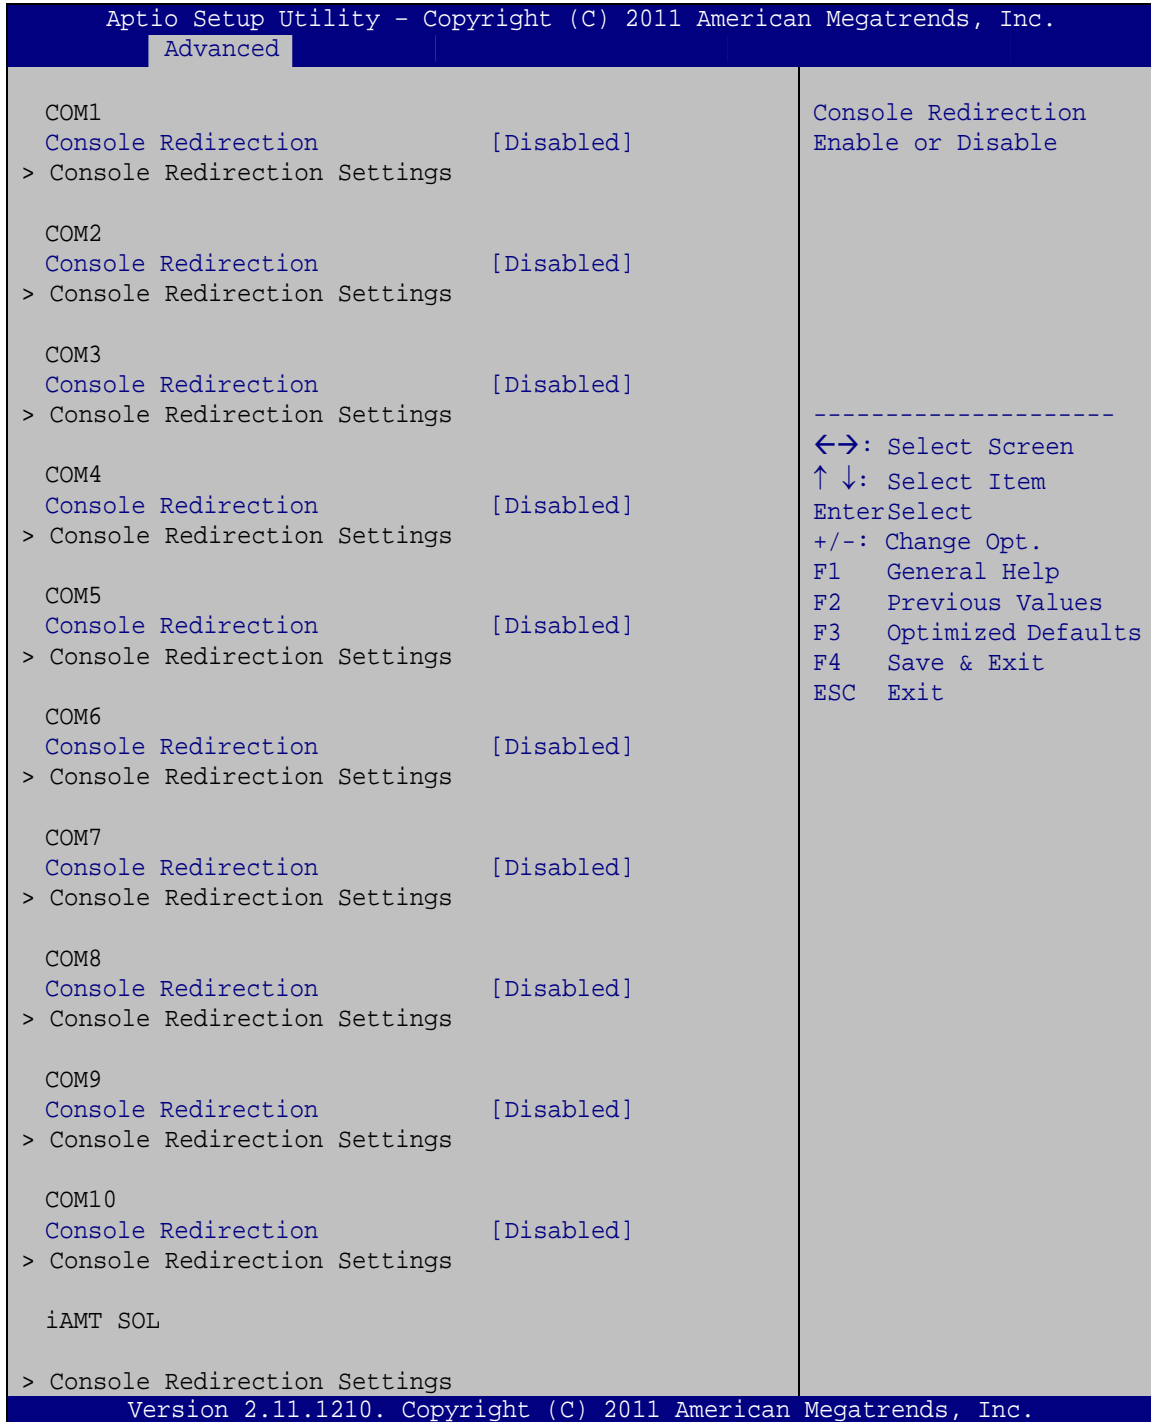 Aptio Setup Utility – Copyright (C) 2011 American Megatrends, Inc.
Advanced
COM1
Console Redirection [Disabled]
> Console Redirection Settings
COM2
Console Redirection [Disabled]
> Console Redirection Settings
COM3
Console Redirection [Disabled]
> Console Redirection Settings
COM4
Console Redirection [Disabled]
> Console Redirection Settings
COM5
Console Redirection [Disabled]
> Console Redirection Settings
COM6
Console Redirection [Disabled]
> Console Redirection Settings
COM7
Console Redirection [Disabled]
> Console Redirection Settings
COM8
Console Redirection [Disabled]
> Console Redirection Settings
COM9
Console Redirection [Disabled]
> Console Redirection Settings
COM10
Console Redirection [Disabled]
> Console Redirection Settings
iAMT SOL
> Console Redirection Settings
Console Redirection
Enable or Disable
---------------------
←→: Select Screen
↑ ↓: Select Item
EnterSelect
+/-: Change Opt.
F1 General Help
F2 Previous Values
F3 Optimized Defaults
F4 Save & Exit
ESC Exit
Version 2.11.1210. Copyright (C) 2011 American Megatrends, Inc.